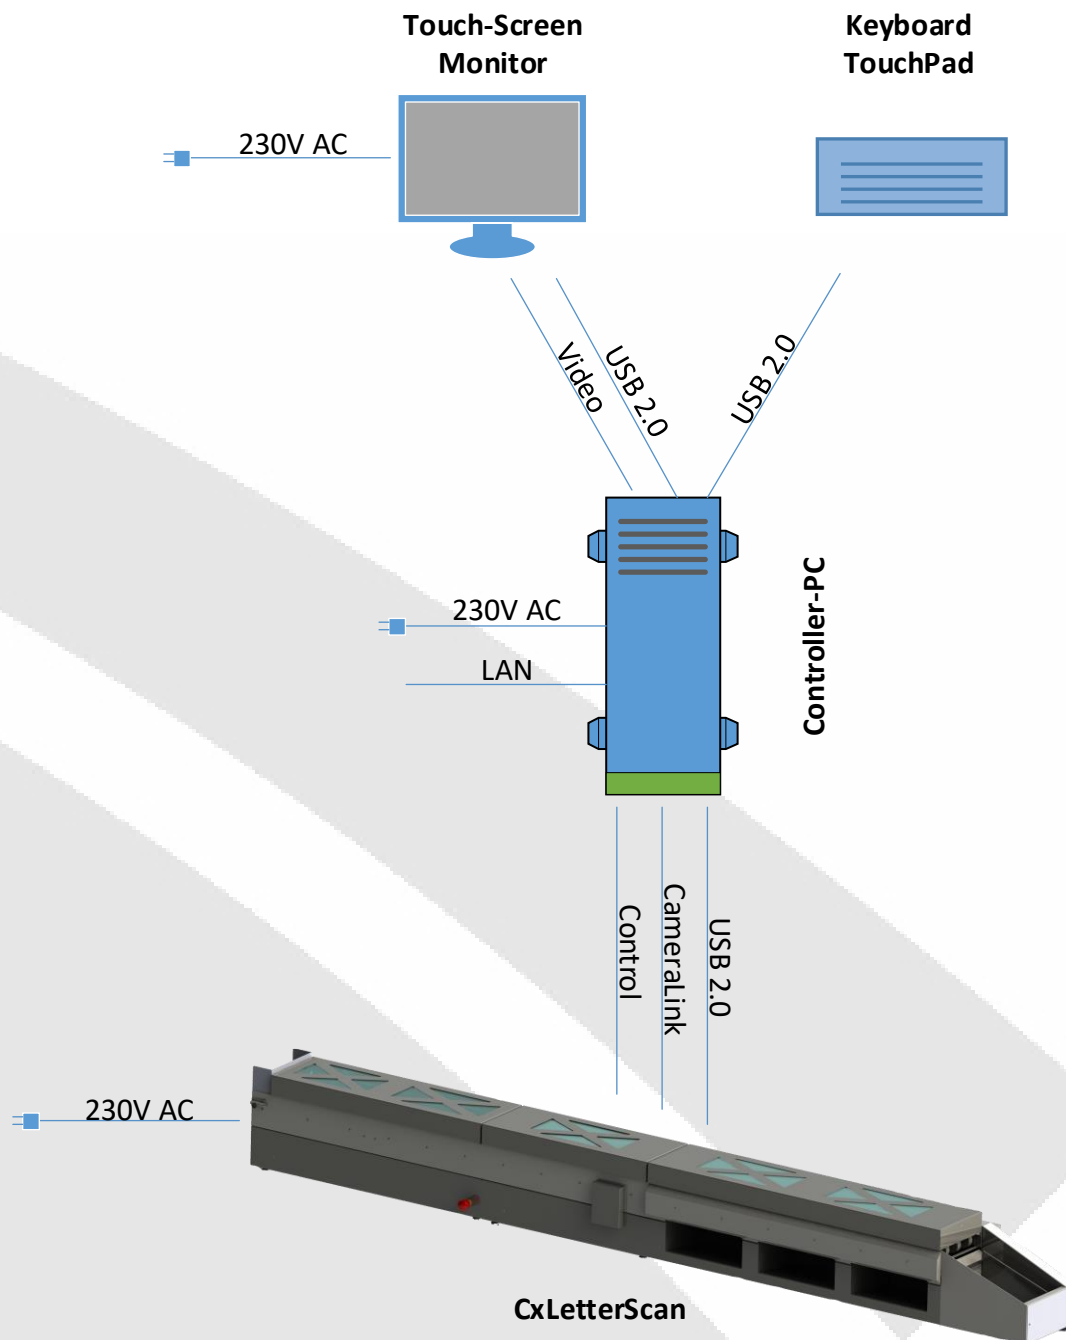 Touch-Screen
Monitor
Keyboard
TouchPad
230V AC
Video
USB 2.0
USB 2.0
230V AC
LAN
Controller-PC
Control
CameraLink
USB 2.0
230V AC
CxLetterScan